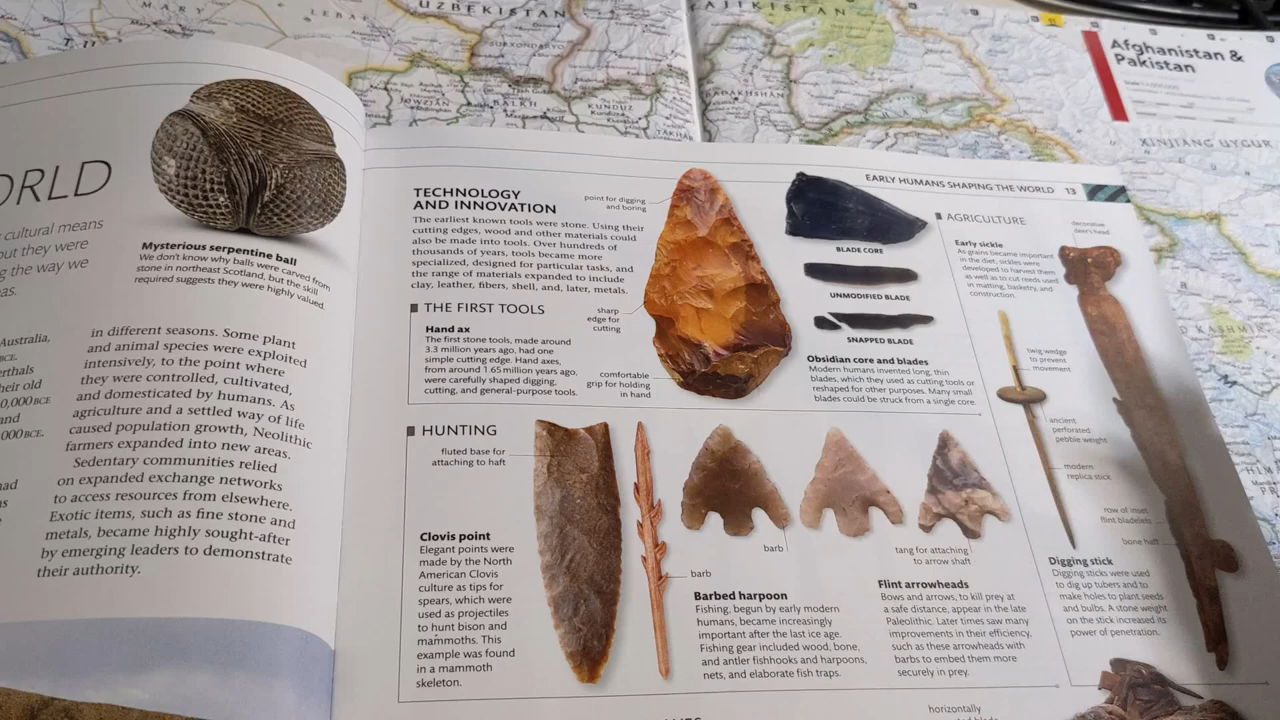 MARY
LEBAP
UZBEKISTAN
SURXONDARYO
TAJIKISTAN
JOWZJAN
BALKH
KUNDUZ
Kunduz
TAKHAR
BADAKHSHAN
Afghanistan &
Pakistan
XINJIANG UYGUR
KASHMIR
ORLD
cultural means
but they were
g the way we
as.
Mysterious serpentine ball
We don't know why balls were carved from
stone in northeast Scotland, but the skill
required suggests they were highly valued.
Australia,
BCE.
erthals
heir old
0,000 BCE
and
000 BCE.
had
in different seasons. Some plant
and animal species were exploited
intensively, to the point where
they were controlled, cultivated,
and domesticated by humans. As
agriculture and a settled way of life
caused population growth, Neolithic
farmers expanded into new areas.
Sedentary communities relied
on expanded exchange networks
to access resources from elsewhere.
Exotic items, such as fine stone and
metals, became highly sought-after
by emerging leaders to demonstrate
their authority.
EARLY HUMANS SHAPING THE WORLD 13
TECHNOLOGY
AND INNOVATION
The earliest known tools were stone. Using their
cutting edges, wood and other materials could
also be made into tools. Over hundreds of
thousands of years, tools became more
specialized, designed for particular tasks, and
the range of materials expanded to include
clay, leather, fibers, shell, and, later, metals.
THE FIRST TOOLS
Hand ax
The first stone tools, made around
3.3 million years ago, had one
simple cutting edge. Hand axes,
from around 1.65 million years ago,
were carefully shaped digging,
cutting, and general-purpose tools.
point for digging
and boring
sharp
edge for
cutting
comfortable
grip for holding
in hand
BLADE CORE
UNMODIFIED BLADE
SNAPPED BLADE
Obsidian core and blades
Modern humans invented long, thin
blades, which they used as cutting tools or
reshaped for other purposes. Many small
blades could be struck from a single core.
HUNTING
fluted base for
attaching to haft
Clovis point
Elegant points were
made by the North
American Clovis
culture as tips for
spears, which were
used as projectiles
to hunt bison and
mammoths. This
example was found
in a mammoth
skeleton.
barb
Barbed harpoon
Fishing, begun by early modern
humans, became increasingly
important after the last ice age.
Fishing gear included wood, bone,
and antler fishhooks and harpoons,
nets, and elaborate fish traps.
barb
tang for attaching
to arrow shaft
Flint arrowheads
Bows and arrows, to kill prey at
a safe distance, appear in the late
Paleolithic. Later times saw many
improvements in their efficiency,
such as these arrowheads with
barbs to embed them more
securely in prey.
AGRICULTURE
Early sickle
As grains became important
in the diet, sickles were
developed to harvest them
as well as to cut reeds used
in matting, basketry, and
construction.
decorative
deer's head
twig wedge
to prevent
movement
ancient
perforated
pebble weight
modern
replica stick
row of inset
flint bladelets
bone haft
Digging stick
Digging sticks were used
to dig up tubers and to
make holes to plant seeds
and bulbs. A stone weight
on the stick increased its
power of penetration.
horizontally